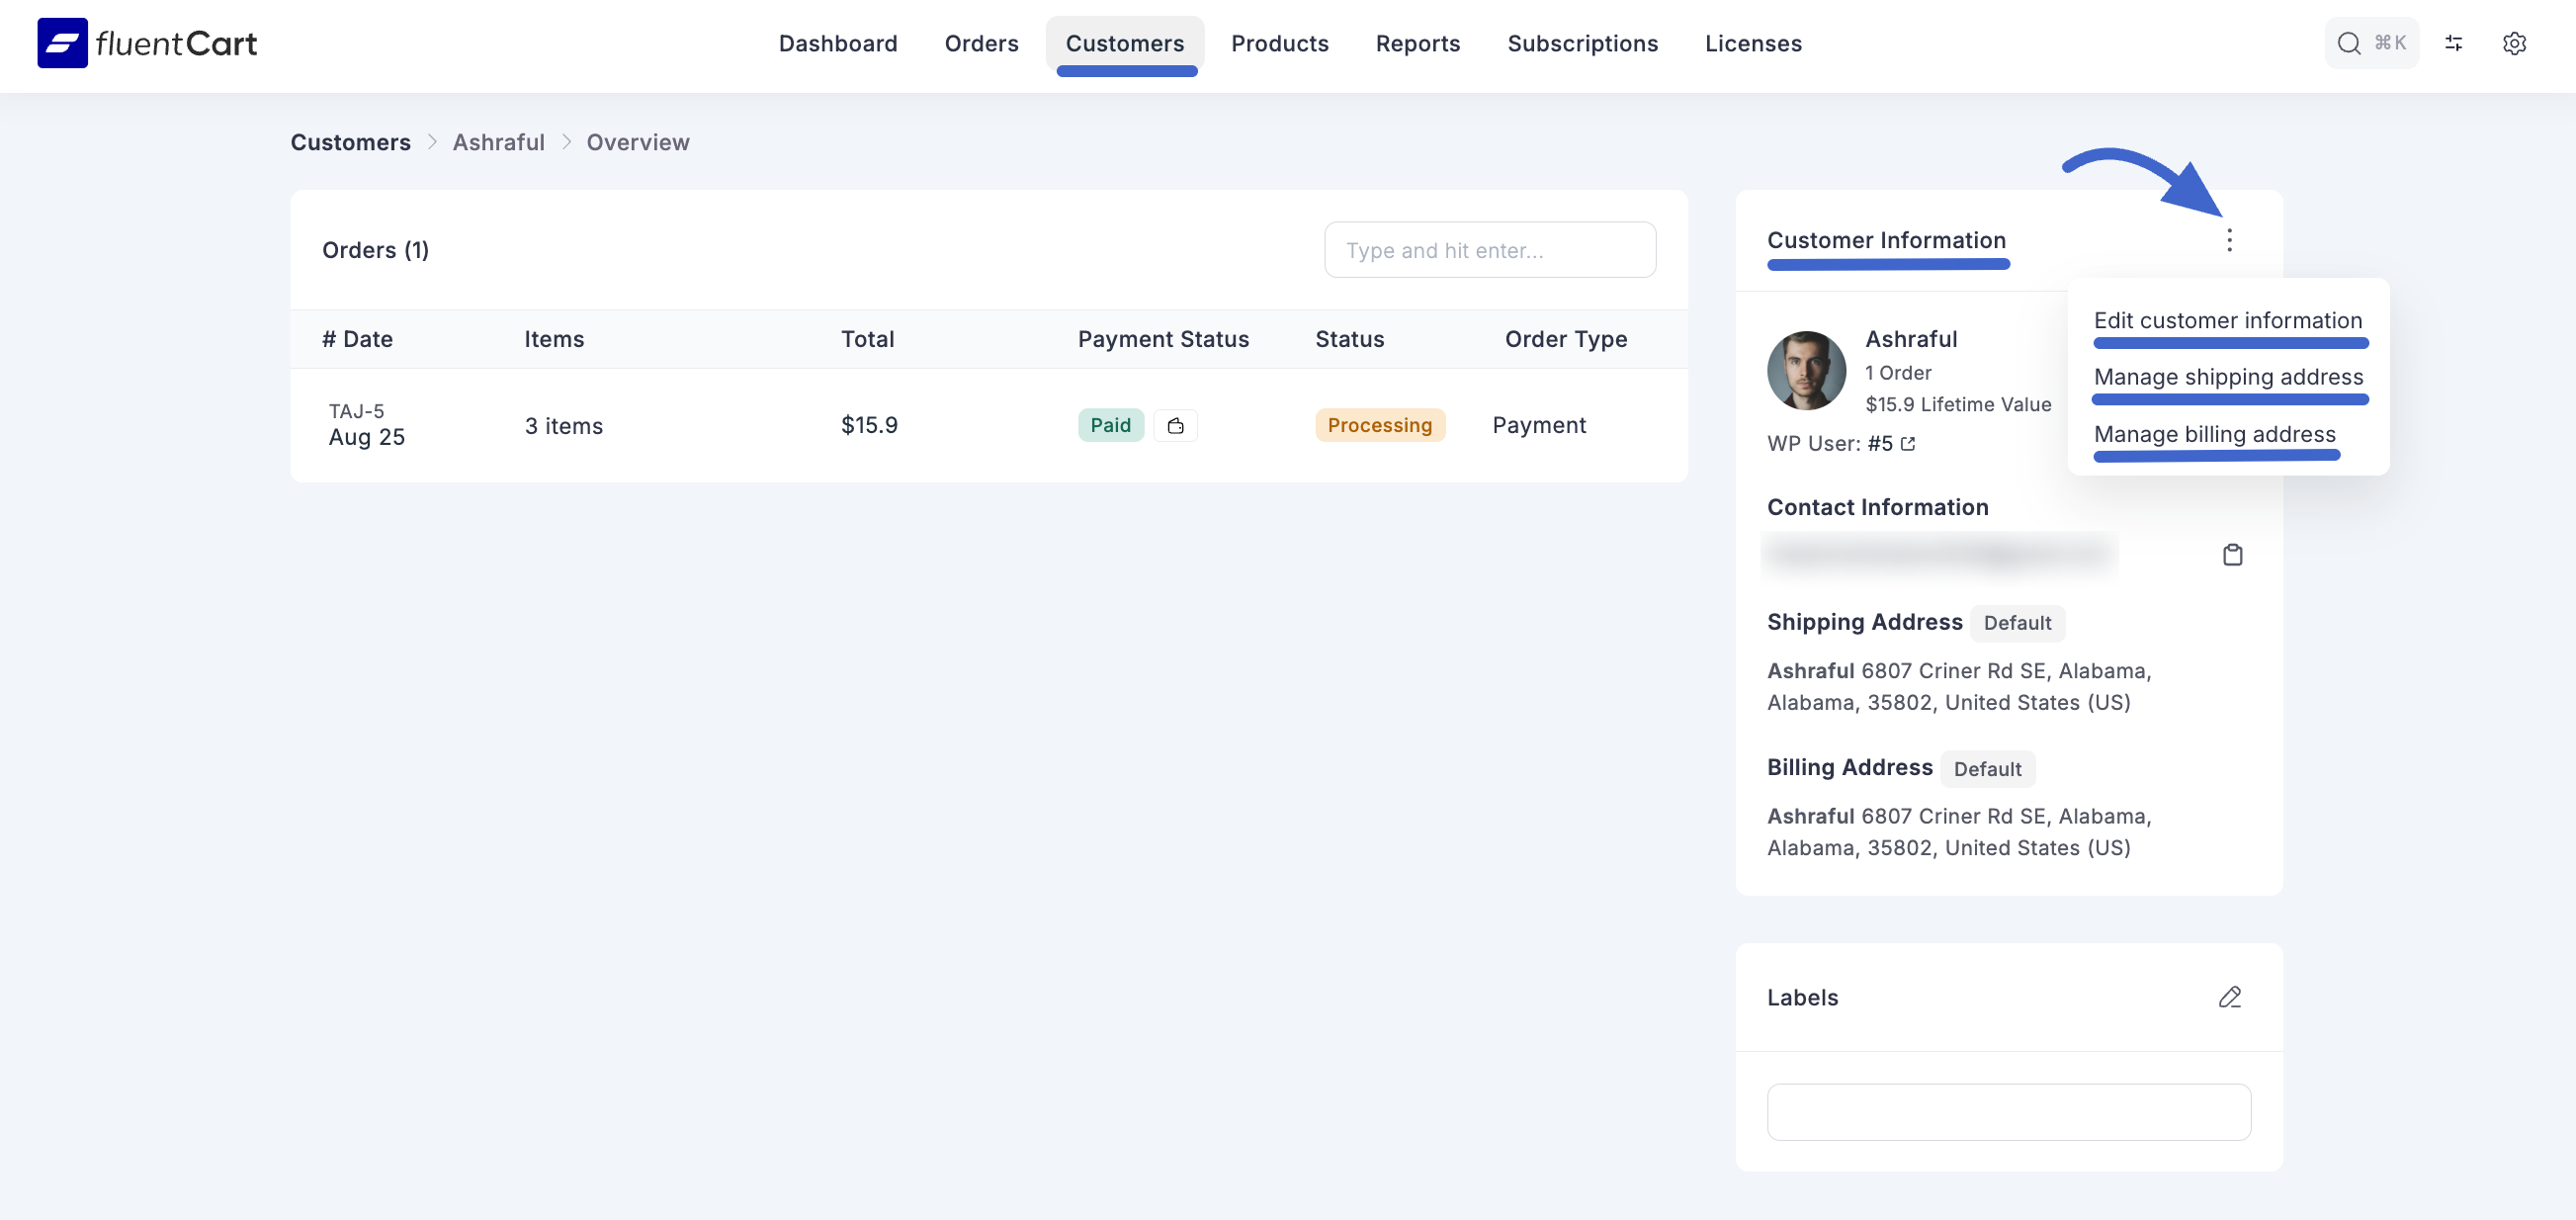 fluentCart
Dashboard
Orders
Customers
Products
Reports
Subscriptions
Licenses
⌘K
Customers > Ashraful > Overview
Orders (1)
Type and hit enter...
# Date
Items
Total
Payment Status
Status
Order Type
TAJ-5
Aug 25
3 items
$15.9
Paid
Processing
Payment
Customer Information
Edit customer information
Manage shipping address
Manage billing address
Ashraful
1 Order
$15.9 Lifetime Value
WP User: #5
Contact Information
Shipping Address Default
Ashraful 6807 Criner Rd SE, Alabama,
Alabama, 35802, United States (US)
Billing Address Default
Ashraful 6807 Criner Rd SE, Alabama,
Alabama, 35802, United States (US)
Labels